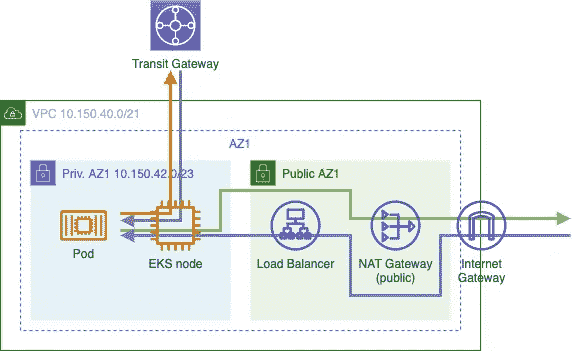 Transit Gateway
VPC 10.150.40.0/21
AZ1
Priv. AZ1 10.150.42.0/23
Public AZ1
Pod
EKS node
Load Balancer
NAT Gateway
(public)
Internet
Gateway